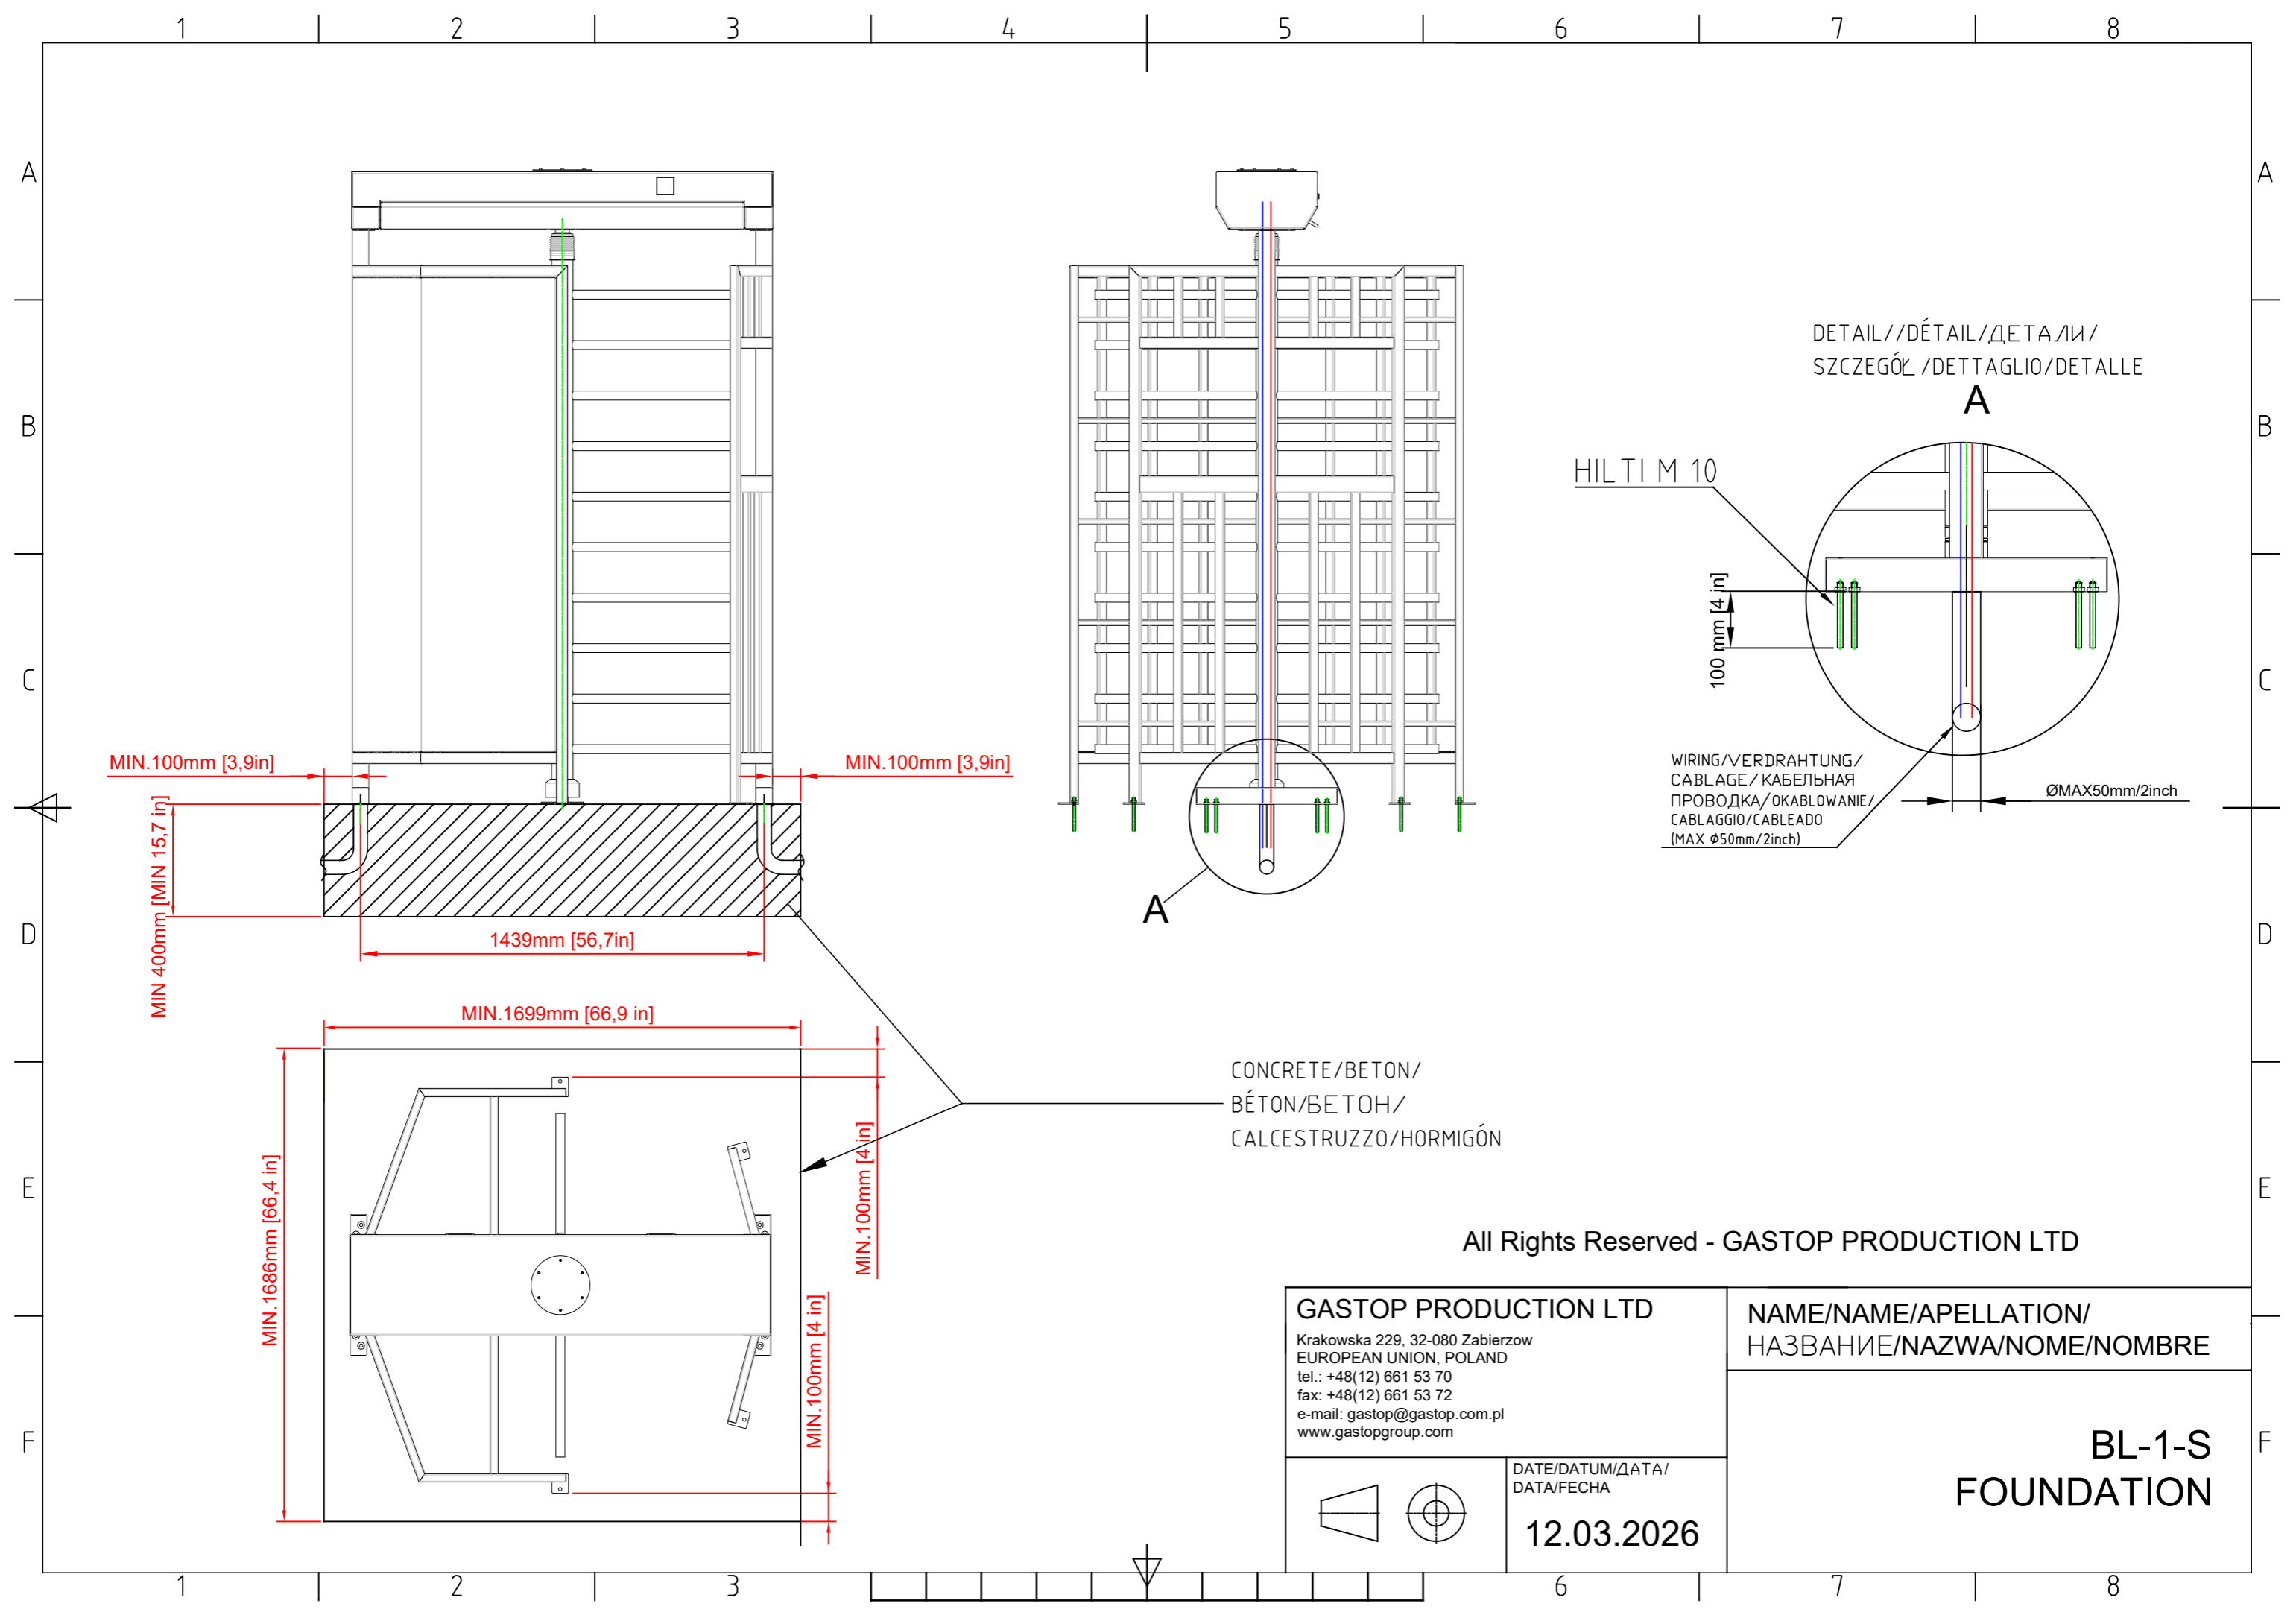 1 2 3 4 5 6 7 8
A A
B B
C C
D D
E E
F F
DETAIL//DÉTAIL/ДЕТАЛИ/
SZCZEGÓŁ/DETTAGLIO/DETALLE
A
HILTI M 10
100 mm [4 in]
WIRING/VERDRAHTUNG/
CABLAGE/КАБЕЛЬНАЯ
ПРОВОДКА/OKABLOWANIE/
CABLAGGIO/CABLEADO
(MAX Ø50mm/2inch)
ØMAX50mm/2inch
MIN.100mm [3,9in]
MIN.100mm [3,9in]
MIN 400mm [MIN 15,7 in]
1439mm [56,7in]
A
MIN.1699mm [66,9 in]
MIN.1686mm [66,4 in]
MIN.100mm [4 in]
MIN.100mm [4 in]
CONCRETE/BETON/
BÉTON/БЕТОН/
CALCESTRUZZO/HORMIGÓN
All Rights Reserved - GASTOP PRODUCTION LTD
GASTOP PRODUCTION LTD
Krakowska 229, 32-080 Zabierzow
EUROPEAN UNION, POLAND
tel.: +48(12) 661 53 70
fax: +48(12) 661 53 72
e-mail: gastop@gastop.com.pl
www.gastopgroup.com
NAME/NAME/APELLATION/
НАЗВАНИЕ/NAZWA/NOME/NOMBRE
DATE/DATUM/ДАТА/
DATA/FECHA
12.03.2026
BL-1-S
FOUNDATION
1 2 3 6 7 8